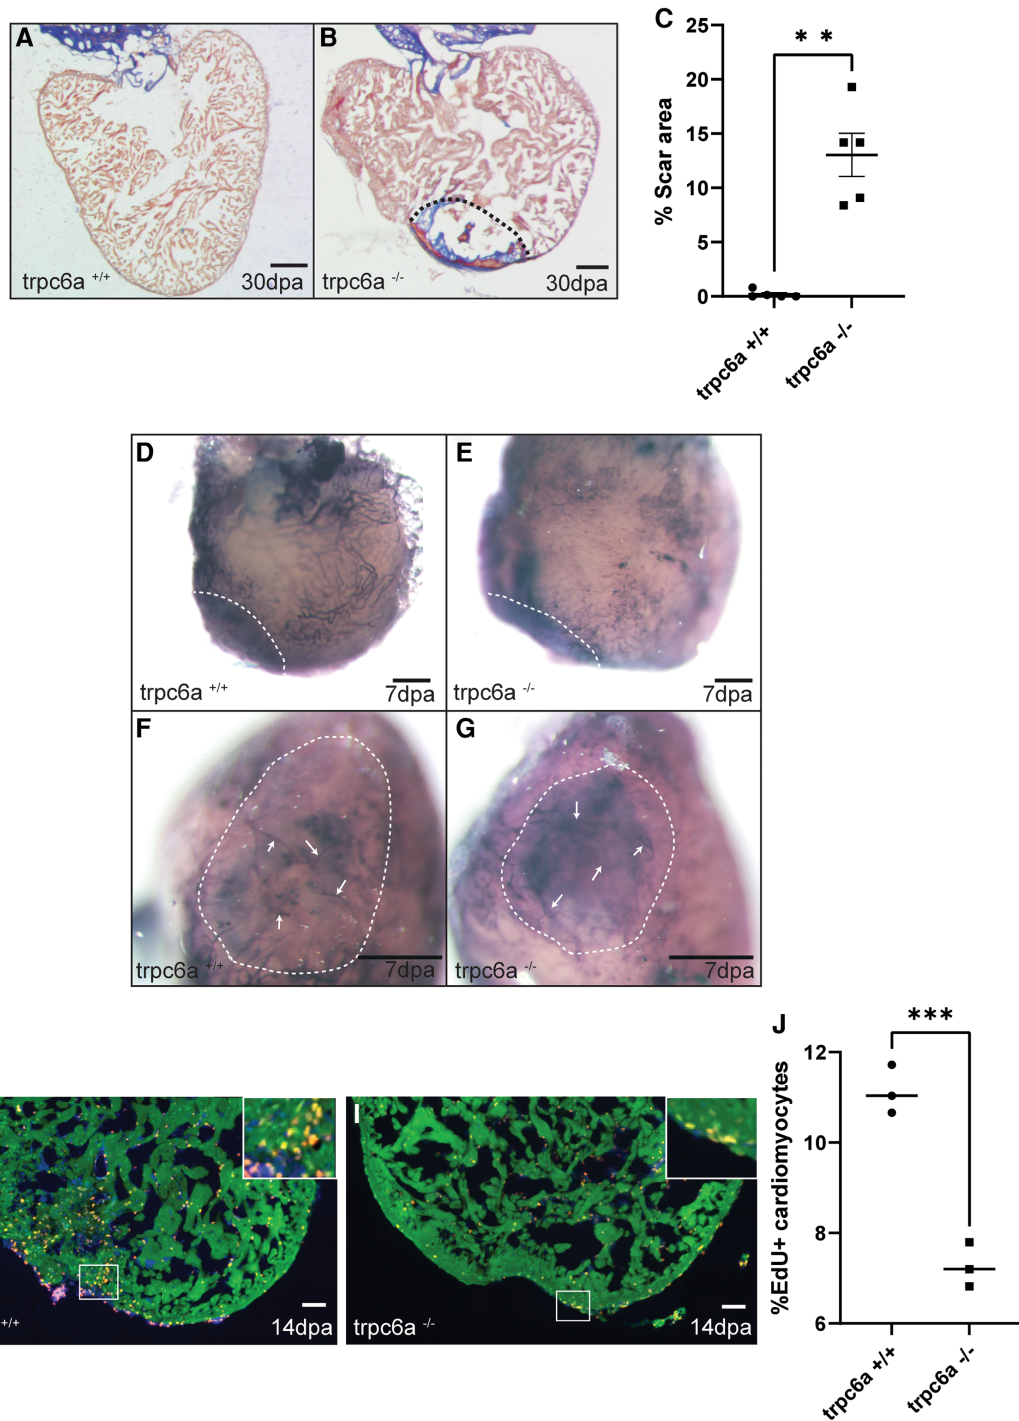 A
trpc6a +/+
30dpa
B
trpc6a -/-
30dpa
C
25
20
15
10
5
0
% Scar area
* *
trpc6a +/+
trpc6a -/-
D
trpc6a +/+
7dpa
E
trpc6a -/-
7dpa
F
trpc6a +/+
7dpa
G
trpc6a -/-
7dpa
+/+
14dpa
I
trpc6a -/-
14dpa
J
12
10
8
6
%EdU+ cardiomyocytes
***
trpc6a +/+
trpc6a -/-